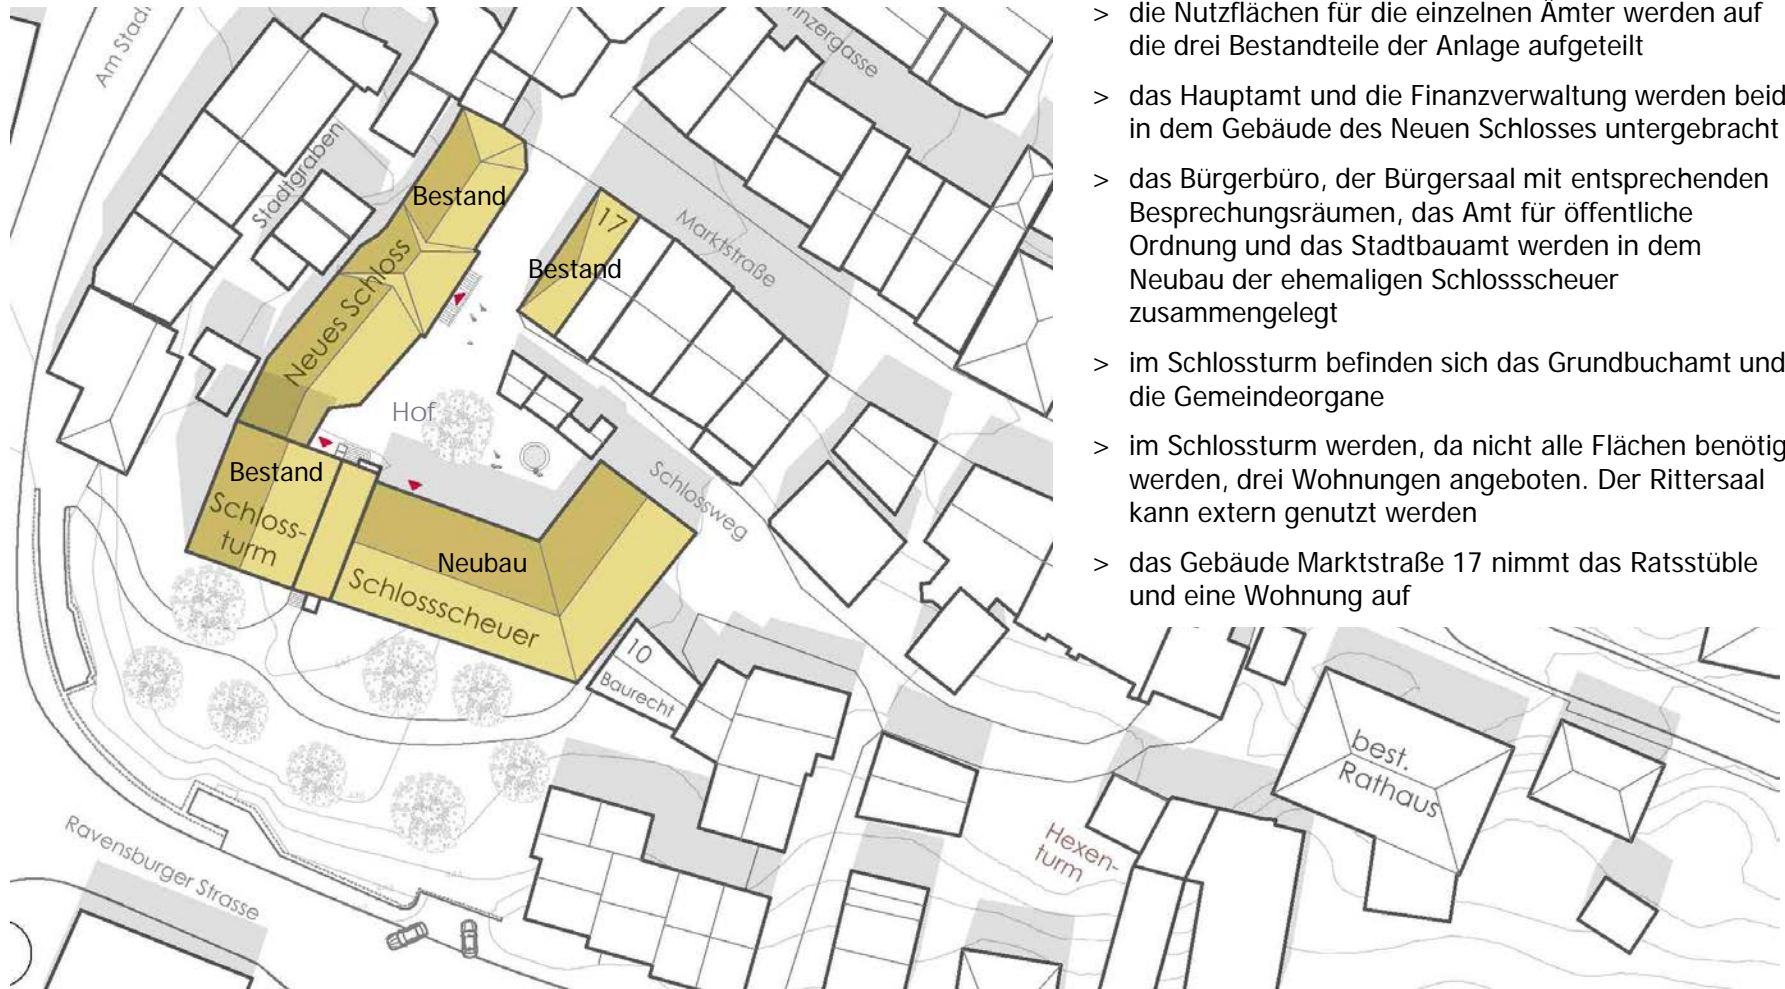 > die Nutzflächen für die einzelnen Ämter werden auf
die drei Bestandteile der Anlage aufgeteilt
> das Hauptamt und die Finanzverwaltung werden beid
in dem Gebäude des Neuen Schlosses untergebracht
> das Bürgerbüro, der Bürgersaal mit entsprechenden
Besprechungsräumen, das Amt für öffentliche
Ordnung und das Stadtbauamt werden in dem
Neubau der ehemaligen Schlossscheuer
zusammengelegt
> im Schlossturm befinden sich das Grundbuchamt und
die Gemeindeorgane
> im Schlossturm werden, da nicht alle Flächen benötig
werden, drei Wohnungen angeboten. Der Rittersaal
kann extern genutzt werden
> das Gebäude Marktstraße 17 nimmt das Ratsstüble
und eine Wohnung auf
Am Stad
inzergasse
Stadtgraben
Bestand
Neues Schloss
17
Bestand
Marktstraße
Hof
Schlossweg
Bestand
Schloss-
turm
Neubau
Schlossscheuer
10
Baurecht
best.
Rathaus
Hexen-
turm
Ravensburger Strasse